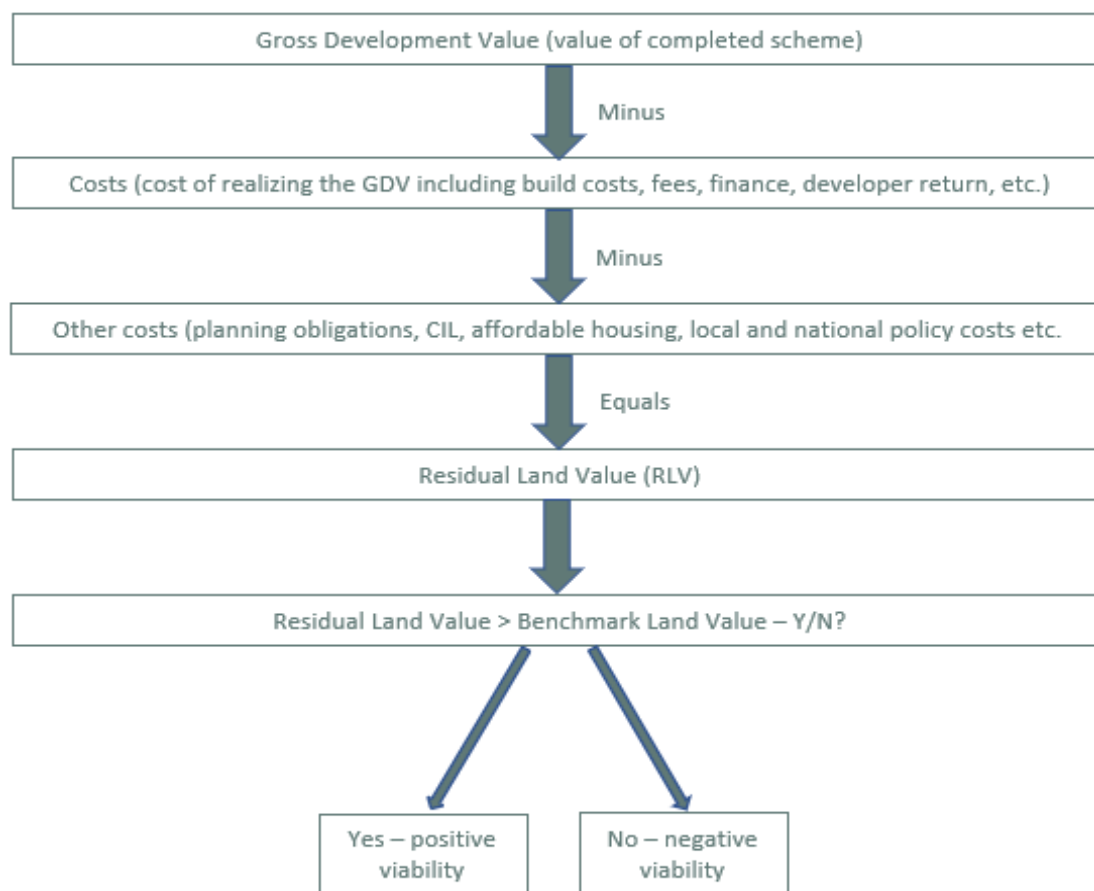 Gross Development Value (value of completed scheme)
Minus
Costs (cost of realizing the GDV including build costs, fees, finance, developer return, etc.)
Minus
Other costs (planning obligations, CIL, affordable housing, local and national policy costs etc.
Equals
Residual Land Value (RLV)
Residual Land Value > Benchmark Land Value – Y/N?
Yes – positive
viability
No – negative
viability